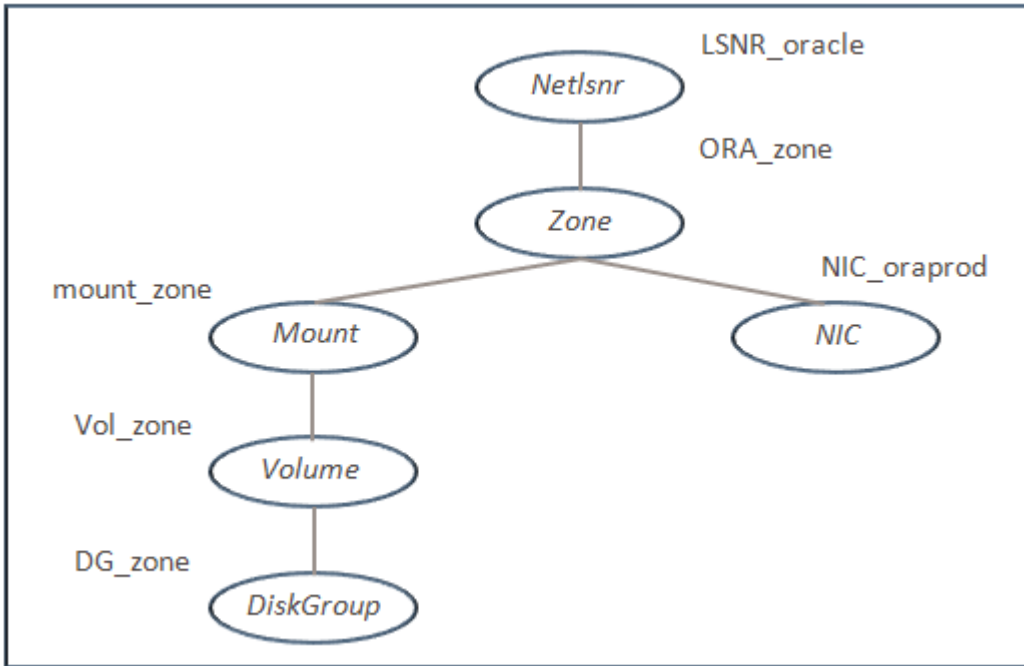 LSNR_oracle
Netlsnr
ORA_zone
Zone
NIC_oraprod
mount_zone
Mount
NIC
Vol_zone
Volume
DG_zone
DiskGroup